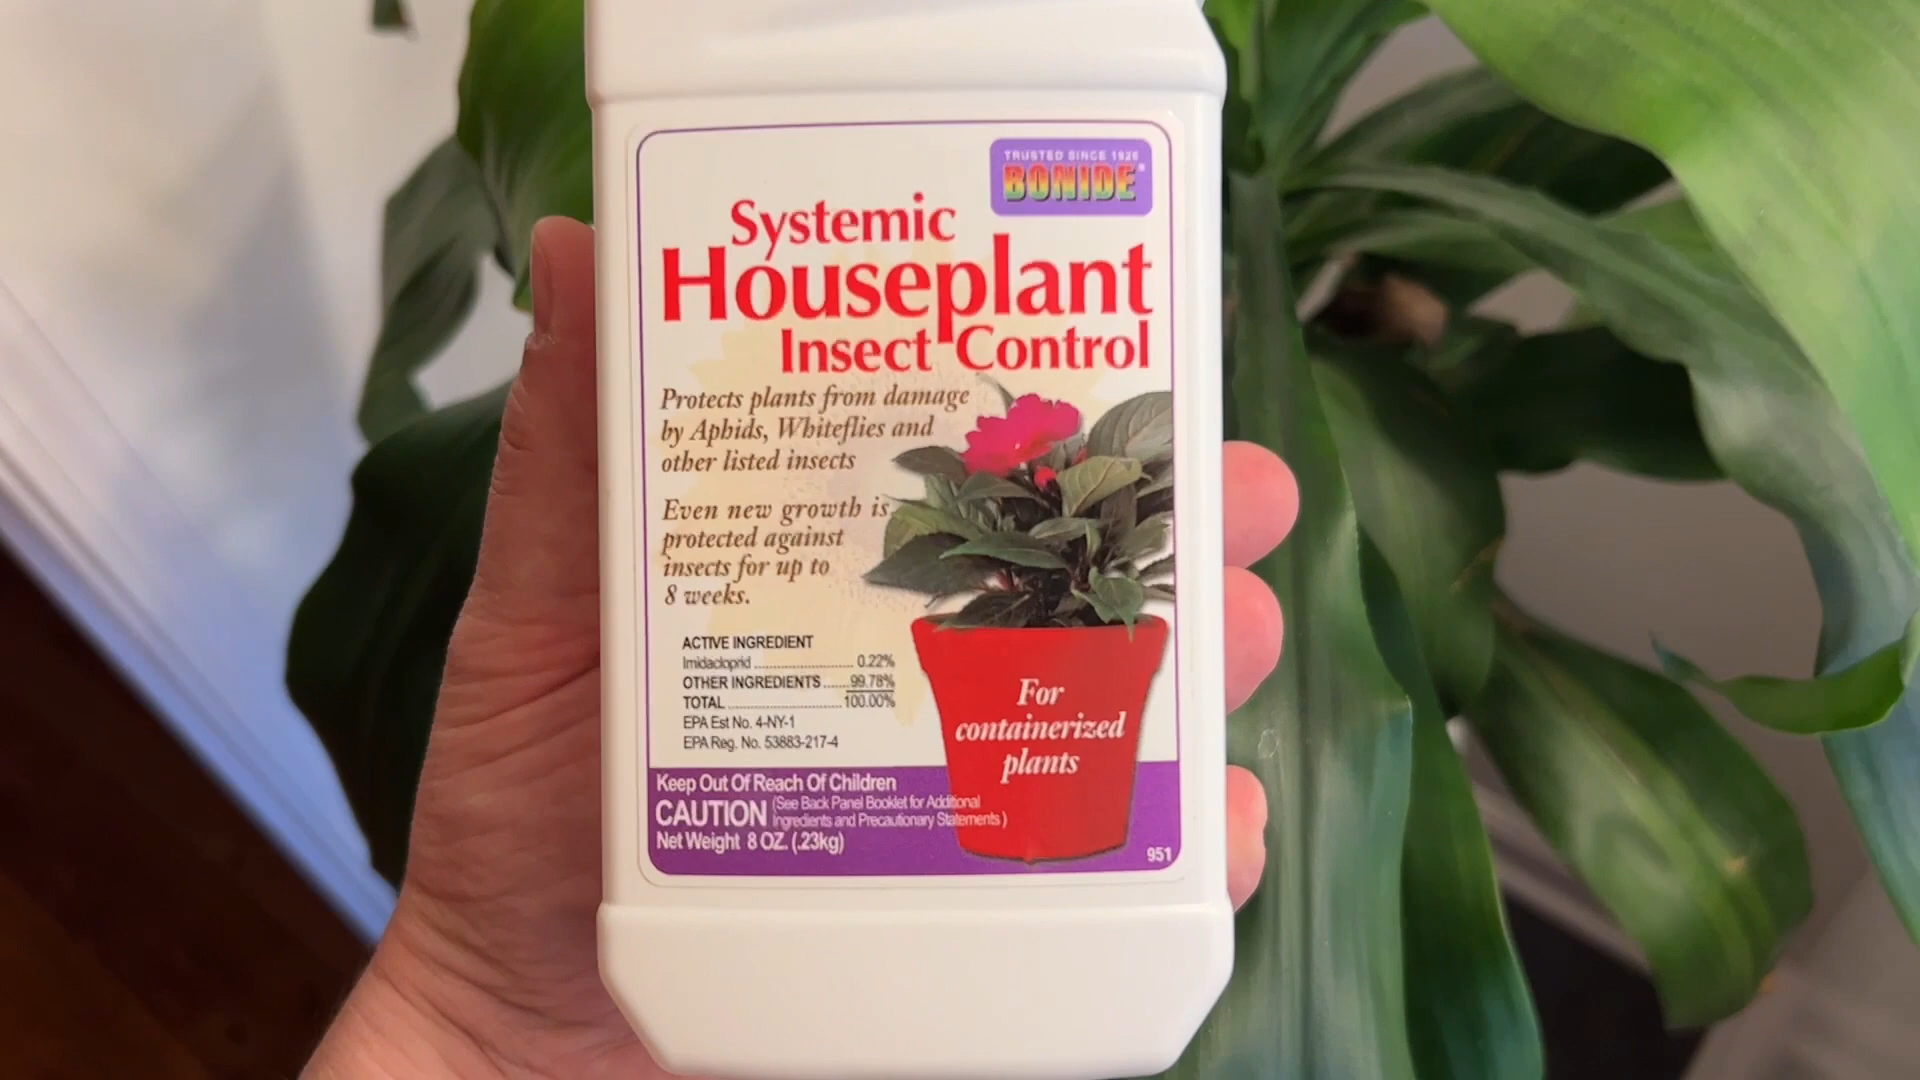 TRUSTED SINCE 1926
BONIDE®
Systemic
Houseplant
Insect Control
Protects plants from damage
by Aphids, Whiteflies and
other listed insects
Even new growth is
protected against
insects for up to
8 weeks.
ACTIVE INGREDIENT
Imidacloprid .......................... 0.22%
OTHER INGREDIENTS ...... 99.78%
TOTAL .............................. 100.00%
EPA Est No. 4-NY-1
EPA Reg. No. 53883-217-4
For
containerized
plants
Keep Out Of Reach Of Children
CAUTION (See Back Panel Booklet for Additional
Ingredients and Precautionary Statements)
Net Weight 8 OZ. (.23kg)
951